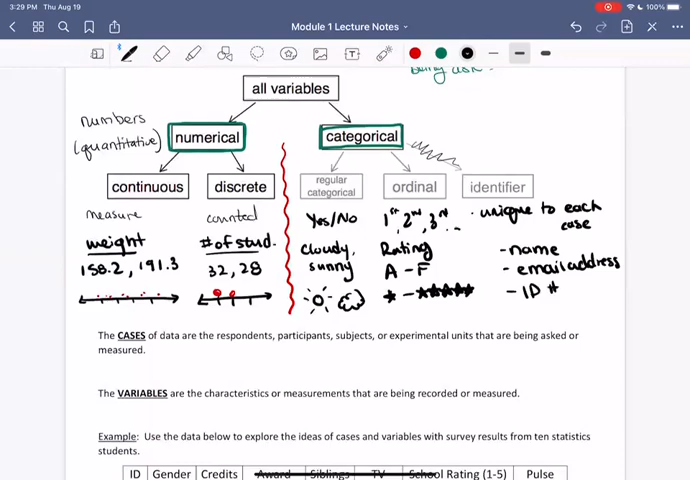 3:29 PM Thu Aug 19
100%
Module 1 Lecture Notes
all variables
numbers
(quantitative)
numerical
categorical
continuous
discrete
regular
categorical
ordinal
identifier
measure
counted
Yes/No
1st, 2nd, 3rd...
· unique to each
case
weight
# of stud.
cloudy,
sunny
Rating
A - F
- name
- email address
- ID #
158.2, 191.3
32, 28
The CASES of data are the respondents, participants, subjects, or experimental units that are being asked or
measured.
The VARIABLES are the characteristics or measurements that are being recorded or measured.
Example: Use the data below to explore the ideas of cases and variables with survey results from ten statistics
students.
ID Gender Credits Award Siblings TV School Rating (1-5) Pulse